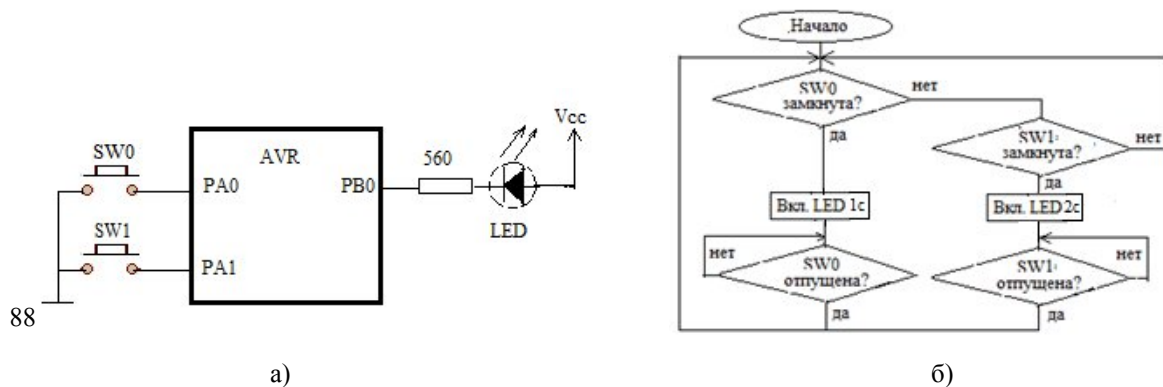 SW0
SW1
PA0
PA1
AVR
PB0
560
LED
Vcc
88
а)
Начало
SW0
замкнута?
нет
да
SW1
замкнута?
нет
да
Вкл. LED 1с
Вкл. LED 2с
нет
SW0
отпущена?
да
SW1
отпущена?
нет
да
б)